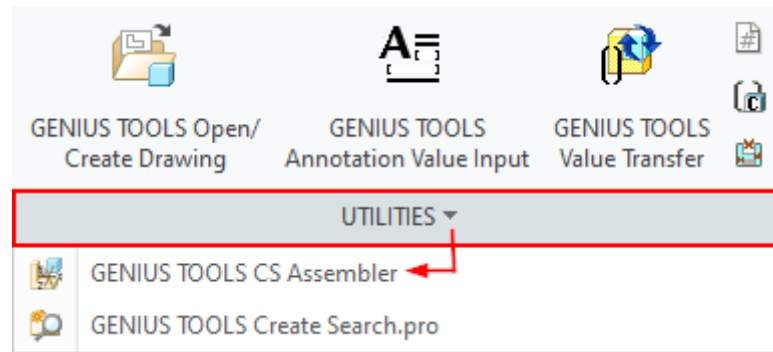 GENIUS TOOLS Open/
Create Drawing
GENIUS TOOLS
Annotation Value Input
GENIUS TOOLS
Value Transfer
UTILITIES
GENIUS TOOLS CS Assembler
GENIUS TOOLS Create Search.pro